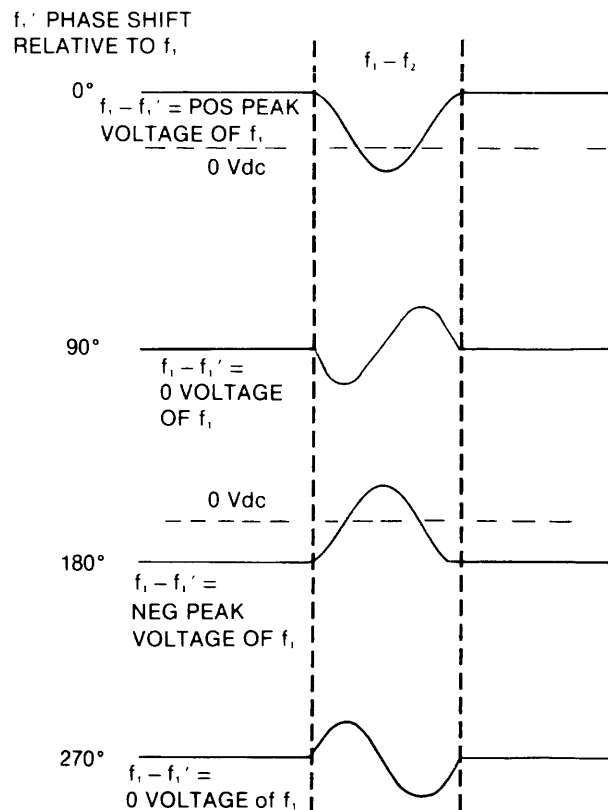 f₁′ PHASE SHIFT
RELATIVE TO f₁
f₁ – f₂
0°
f₁ – f₁′ = POS PEAK
VOLTAGE OF f₁
0 Vdc
90°
f₁ – f₁′ =
0 VOLTAGE
OF f₁
0 Vdc
180°
f₁ – f₁′ =
NEG PEAK
VOLTAGE OF f₁
270°
f₁ – f₁′ =
0 VOLTAGE of f₁